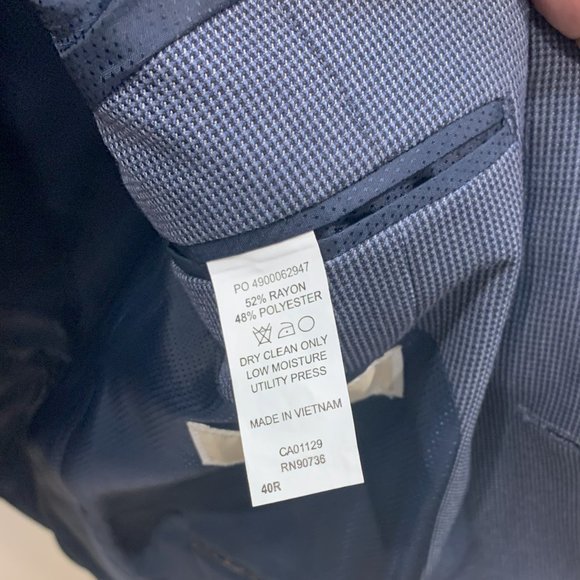 PO 4900062947
52% RAYON
48% POLYESTER
DRY CLEAN ONLY
LOW MOISTURE
UTILITY PRESS
MADE IN VIETNAM
CA01129
RN90736
40R